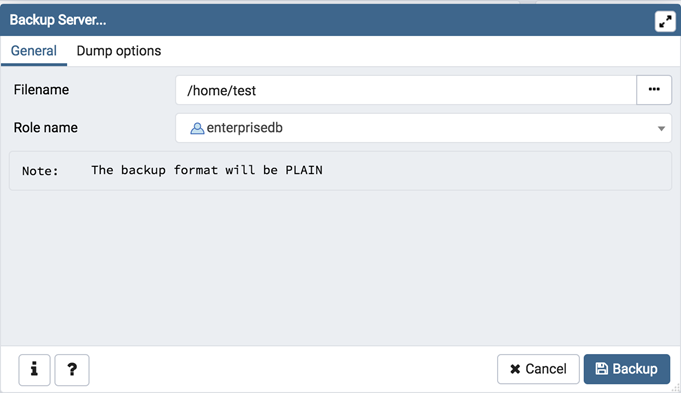 Backup Server...
General Dump options
Filename /home/test ...
Role name enterprisedb
Note: The backup format will be PLAIN
i ? Cancel Backup